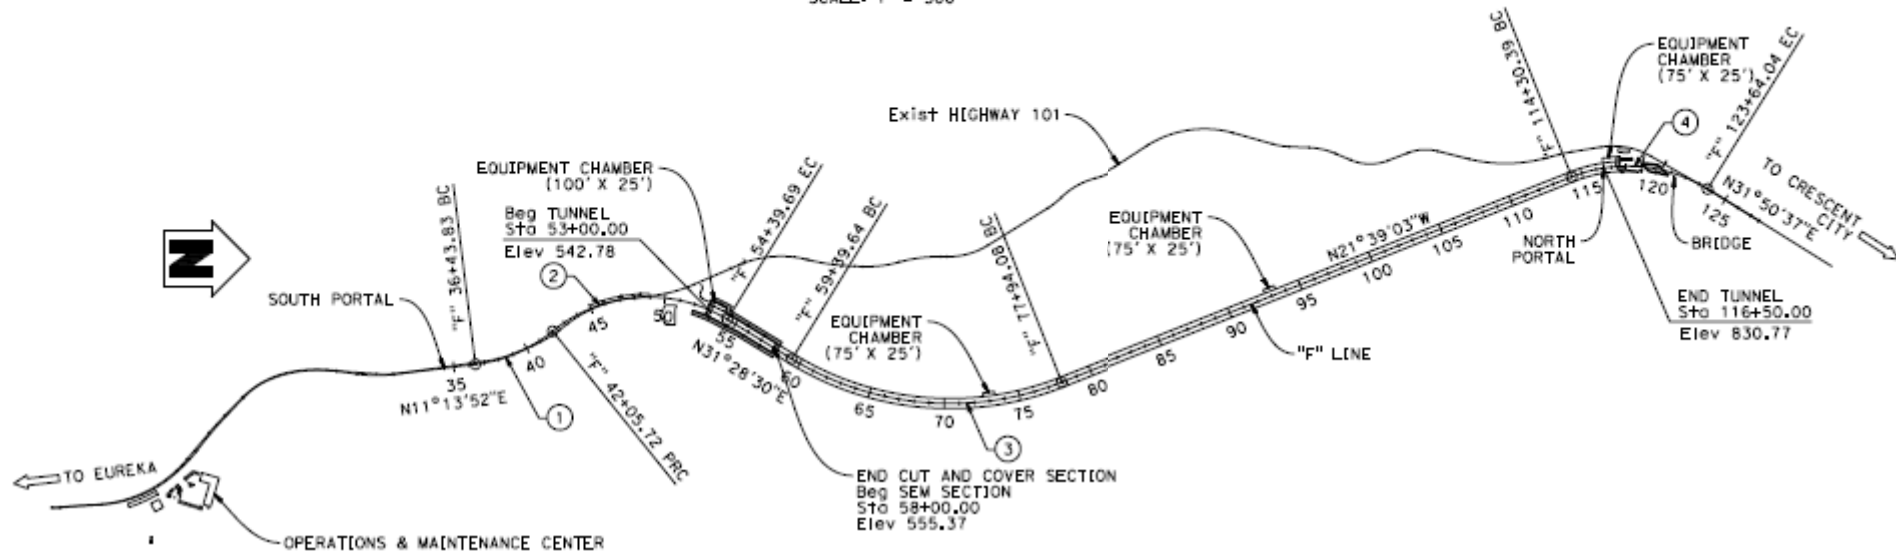 SCALE: 1" = 500'
"F" 114+30.39 BC
EQUIPMENT
CHAMBER
(75' X 25')
"F" 123+64.04 EC
4
Exist HIGHWAY 101
TO CRESCENT
CITY
EQUIPMENT CHAMBER
(100' X 25')
"F" 36+43.83 BC
Beg TUNNEL
Sta 53+00.00
Elev 542.78
"F" 54+39.69 EC
"F" 59+39.64 BC
"F" 77+94.08 BC
EQUIPMENT
CHAMBER
(75' X 25')
N21°39'03"W
N31°50'37"E
115
120
125
110
105
100
95
90
85
80
NORTH
PORTAL
BRIDGE
N
2
SOUTH PORTAL
45
50
55
60
40
35
N31°28'30"E
EQUIPMENT
CHAMBER
(75' X 25')
END TUNNEL
Sta 116+50.00
Elev 830.77
"F" LINE
65
70
75
N11°13'52"E
1
"F" 42+05.72 PRC
3
TO EUREKA
END CUT AND COVER SECTION
Beg SEM SECTION
Sta 58+00.00
Elev 555.37
OPERATIONS & MAINTENANCE CENTER